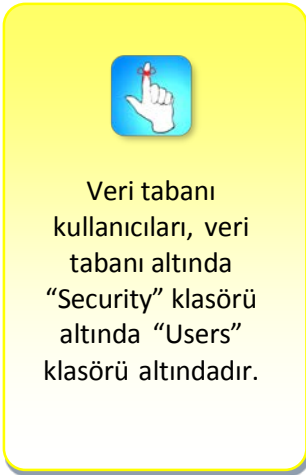 Veri tabanı
kullanıcıları, veri
tabanı altında
“Security” klasörü
altında “Users”
klasörü altındadır.